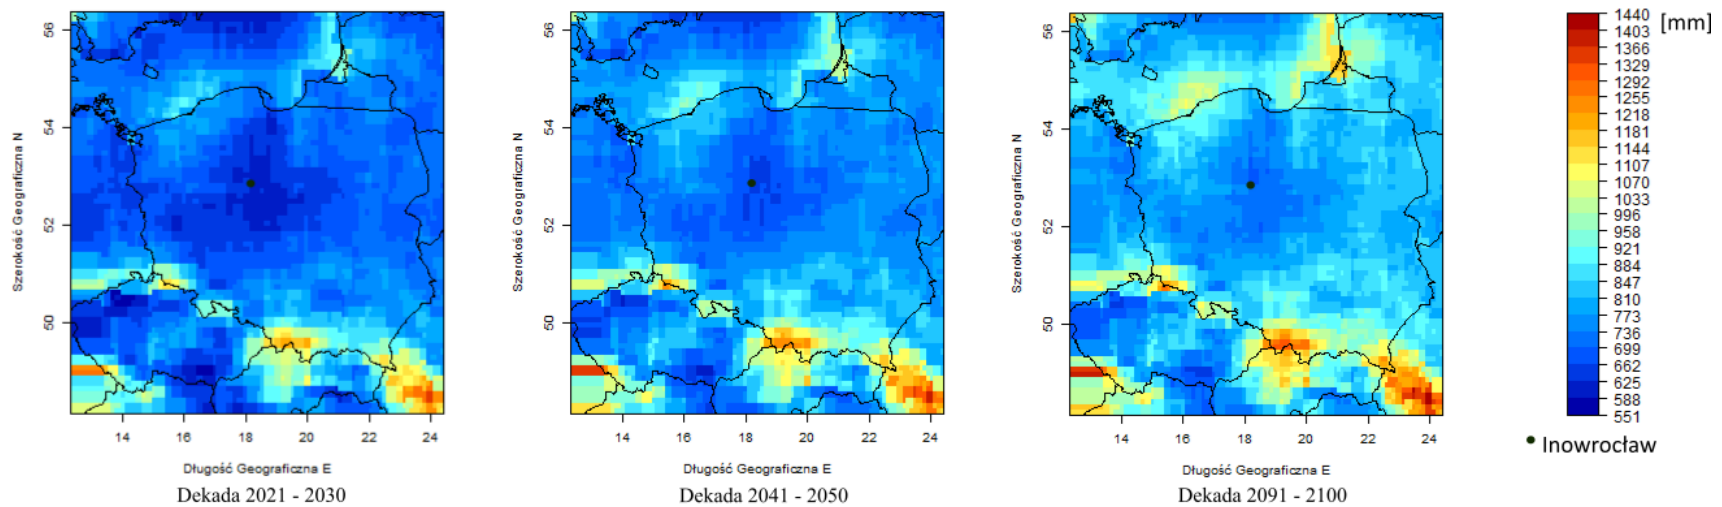 56
54
52
50
Szerokość Geograficzna N
14 16 18 20 22 24
Długość Geograficzna E
Dekada 2021 - 2030
56
54
52
50
Szerokość Geograficzna N
14 16 18 20 22 24
Długość Geograficzna E
Dekada 2041 - 2050
56
54
52
50
Szerokość Geograficzna N
14 16 18 20 22 24
Długość Geograficzna E
Dekada 2091 - 2100
1440 [mm]
1403
1366
1329
1292
1255
1218
1181
1144
1107
1070
1033
996
958
921
884
847
810
773
736
699
662
625
588
551
Inowrocław